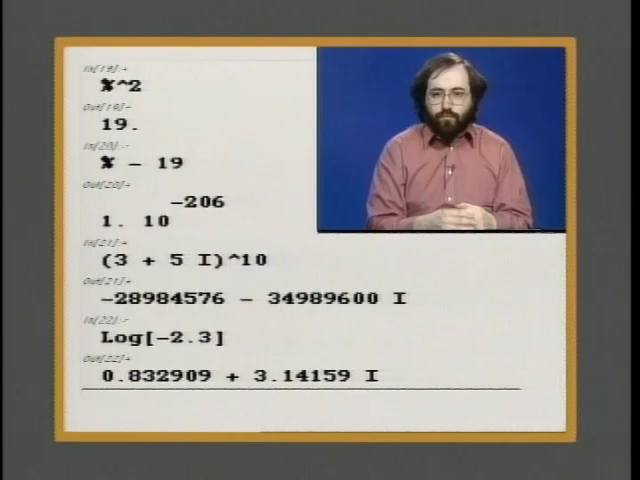 In[19]:=
%^2
Out[19]=
19.
In[20]:=
% - 19
Out[20]=
-206
1. 10
In[21]:=
(3 + 5 I)^10
Out[21]=
-28984576 - 34989600 I
In[22]:=
Log[-2.3]
Out[22]=
0.832909 + 3.14159 I